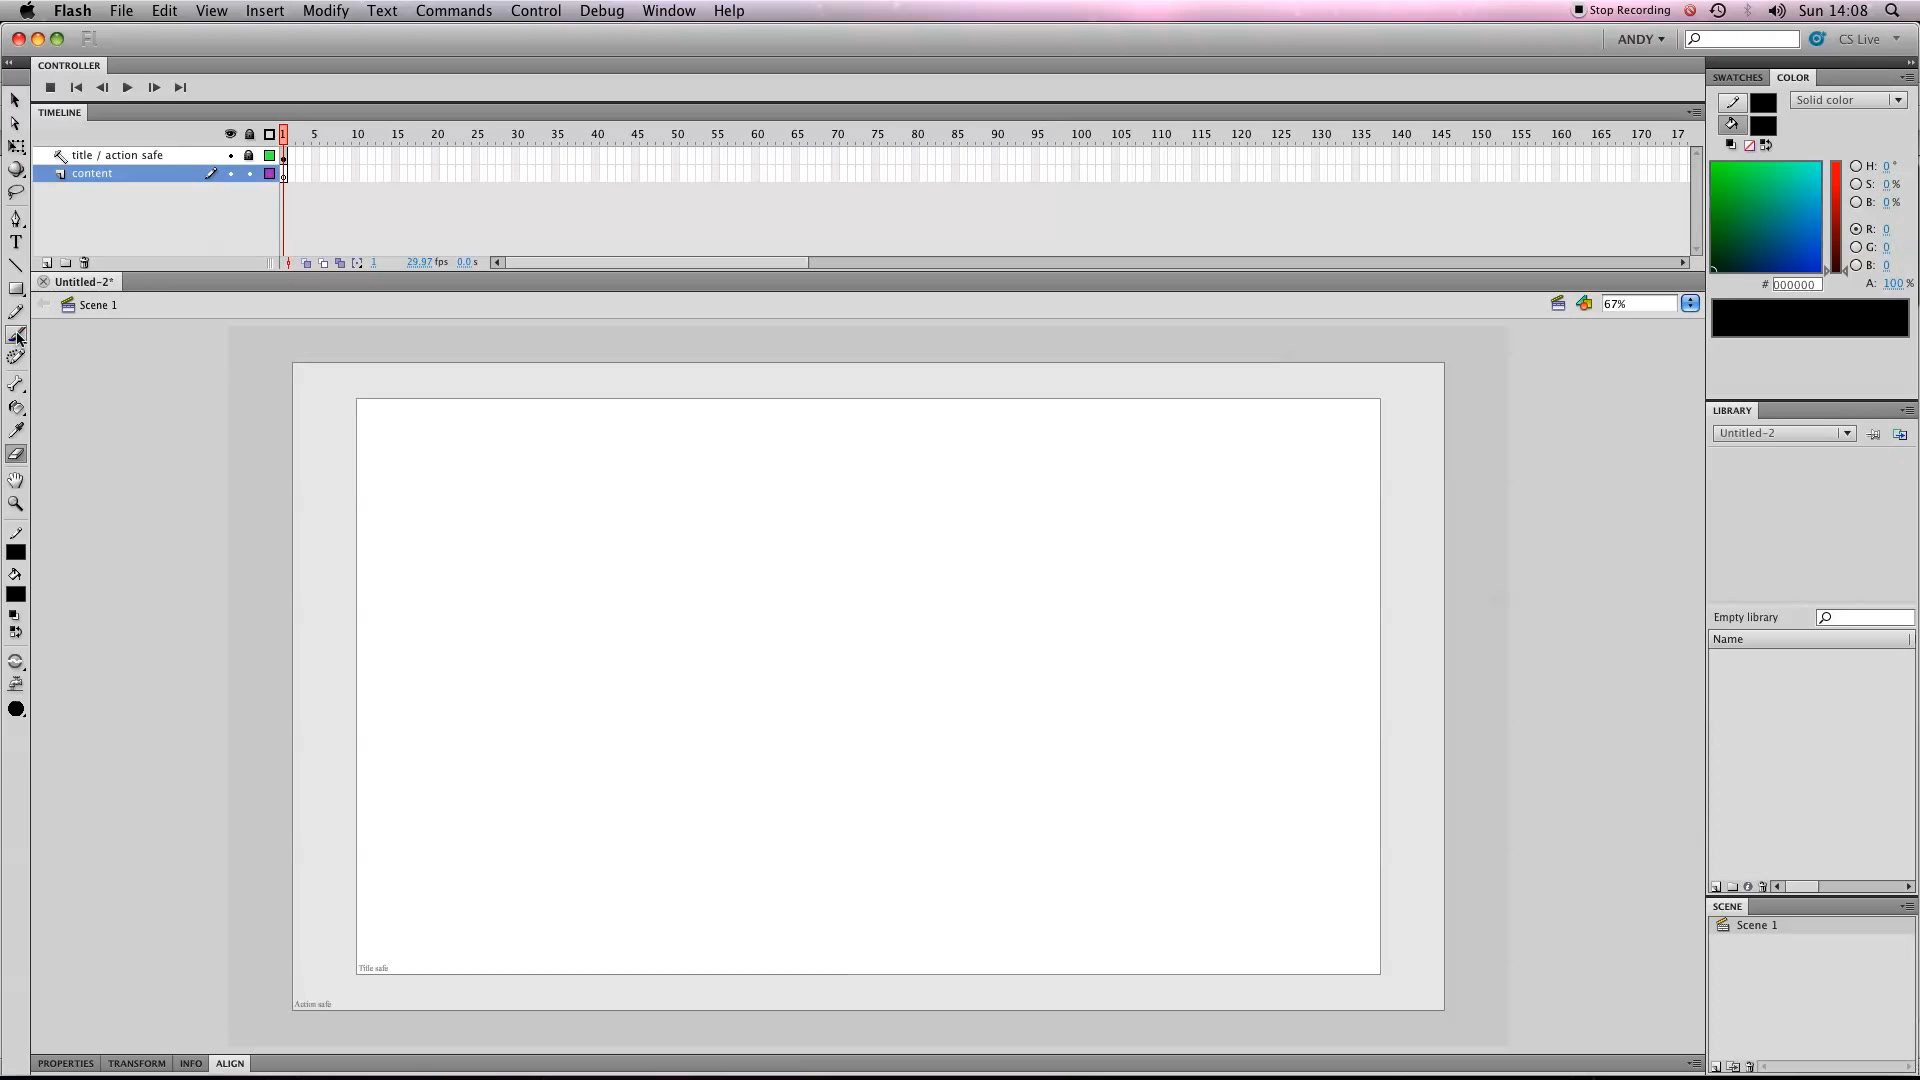 Flash File Edit View Insert Modify Text Commands Control Debug Window Help Stop Recording Sun 14:08
Fl ANDY CS Live
CONTROLLER
SWATCHES COLOR
Solid color
TIMELINE
1 5 10 15 20 25 30 35 40 45 50 55 60 65 70 75 80 85 90 95 100 105 110 115 120 125 130 135 140 145 150 155 160 165 170 17
title / action safe
content
H: 0 °
S: 0 %
B: 0 %
R: 0
G: 0
B: 0
# 000000 A: 100 %
1 29.97 fps 0.0 s
Untitled-2*
Scene 1 67%
LIBRARY
Untitled-2
Empty library
Name
Title safe
Action safe
SCENE
Scene 1
PROPERTIES TRANSFORM INFO ALIGN